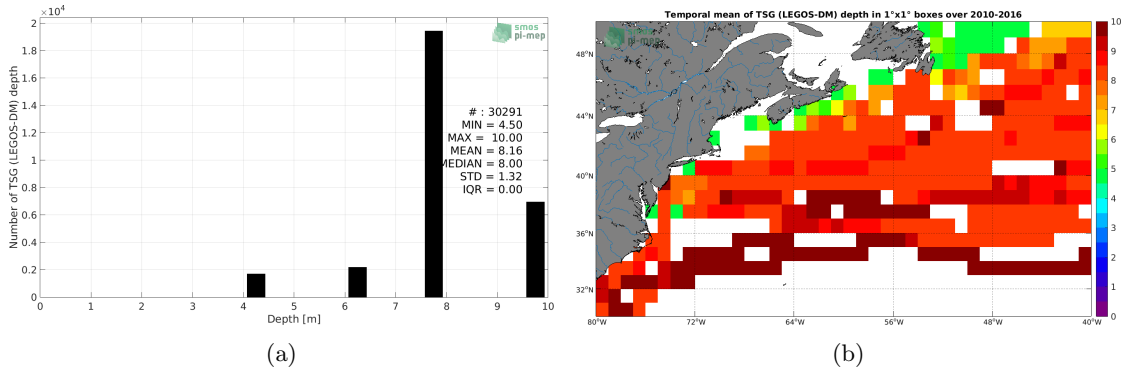 ×10⁴
2
1.8
1.6
1.4
1.2
1
0.8
0.6
0.4
0.2
0
Number of TSG (LEGOS-DM) depth
smos
pi-mep
# : 30291
MIN = 4.50
MAX = 10.00
MEAN = 8.16
MEDIAN = 8.00
STD = 1.32
IQR = 0.00
0 1 2 3 4 5 6 7 8 9 10
Depth [m]
(a)
Temporal mean of TSG (LEGOS-DM) depth in 1°x1° boxes over 2010-2016
smos
pi-mep
48°N
44°N
40°N
36°N
32°N
80°W 72°W 64°W 56°W 48°W 40°W
10
9
8
7
6
5
4
3
2
1
0
(b)